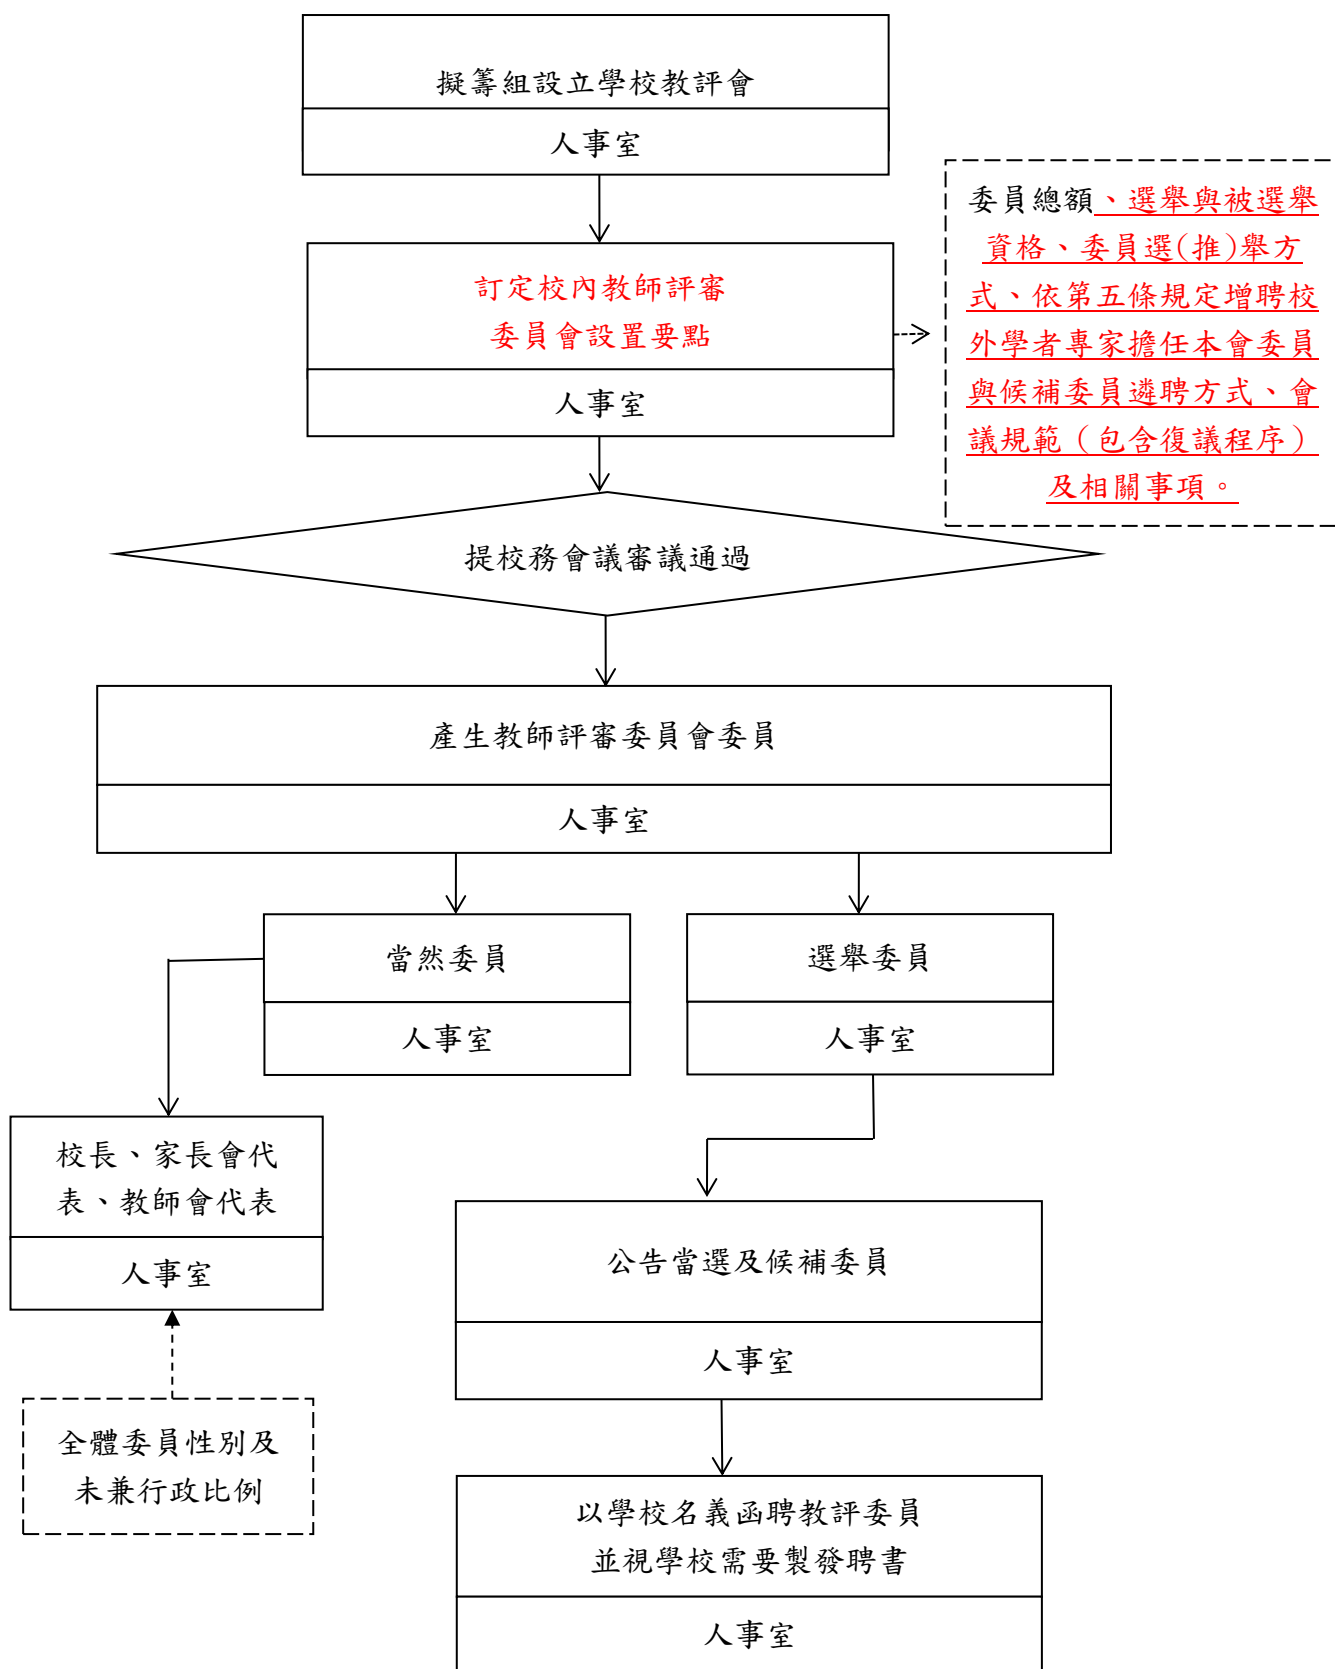 擬籌組設立學校教評會
人事室
訂定校內教師評審
委員會設置要點
人事室
委員總額、選舉與被選舉
資格、委員選(推)舉方
式、依第五條規定增聘校
外學者專家擔任本會委員
與候補委員遴聘方式、會
議規範（包含復議程序）
及相關事項。
提校務會議審議通過
產生教師評審委員會委員
人事室
當然委員
人事室
選舉委員
人事室
校長、家長會代
表、教師會代表
人事室
全體委員性別及
未兼行政比例
公告當選及候補委員
人事室
以學校名義函聘教評委員
並視學校需要製發聘書
人事室